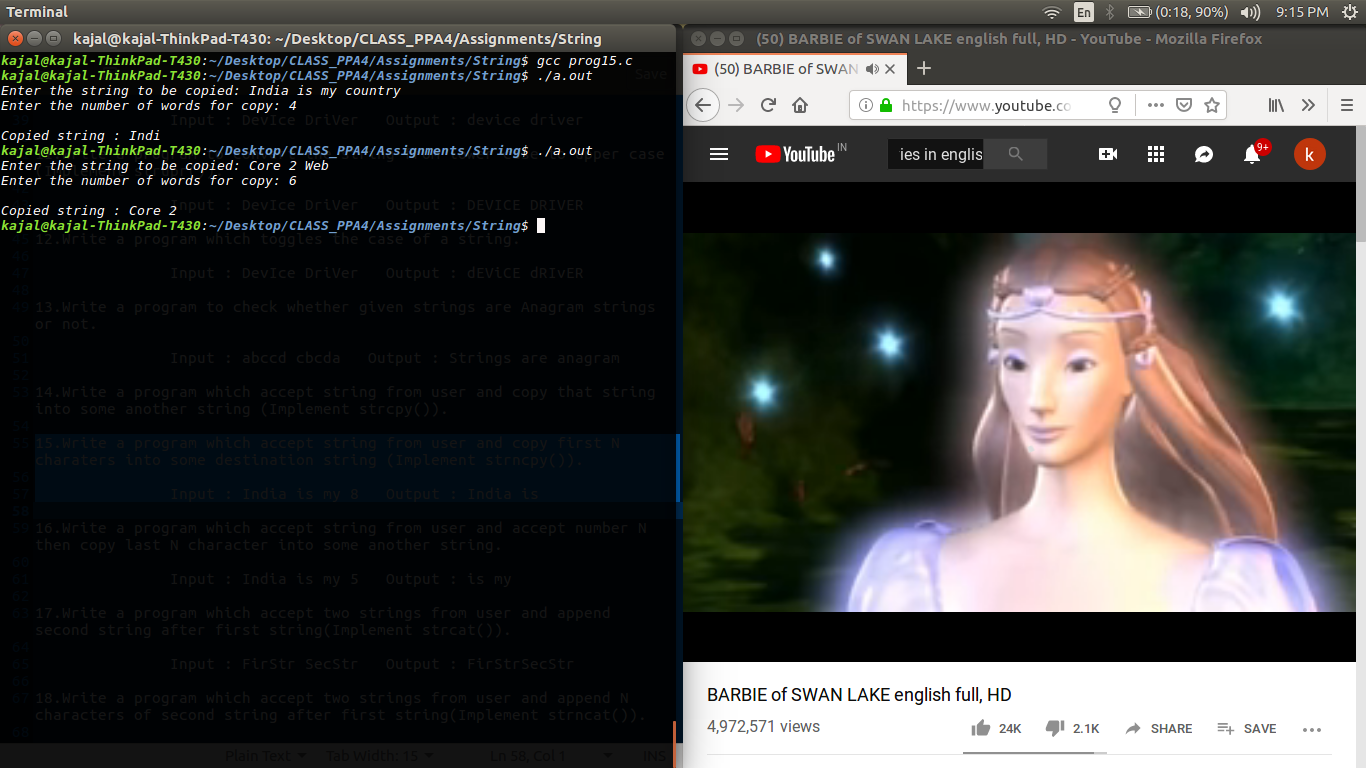 Terminal
En
(0:18, 90%)
9:15 PM
kajal@kajal-ThinkPad-T430: ~/Desktop/CLASS_PPA4/Assignments/String
kajal@kajal-ThinkPad-T430:~/Desktop/CLASS_PPA4/Assignments/String$ gcc prog15.c
kajal@kajal-ThinkPad-T430:~/Desktop/CLASS_PPA4/Assignments/String$ ./a.out
Save
Enter the string to be copied: India is my country
Enter the number of words for copy: 4
Input : DevIce DriVer   Output : device driver
Copied string : Indi
kajal@kajal-ThinkPad-T430:~/Desktop/CLASS_PPA4/Assignments/String$ ./a.out
pper case
Enter the string to be copied: Core 2 Web
Enter the number of words for copy: 6
Input : DevIce DriVer   Output : DEVICE DRIVER
Copied string : Core 2
kajal@kajal-ThinkPad-T430:~/Desktop/CLASS_PPA4/Assignments/String$
12.Write a program which toggles the case of a string.
Input : DevIce DriVer   Output : dEViCE dRIvER
13.Write a program to check whether given strings are Anagram strings
or not.
Input : abccd cbcda   Output : Strings are anagram
14.Write a program which accept string from user and copy that string
into some another string (Implement strcpy()).
15.Write a program which accept string from user and copy first N
charaters into some destination string (Implement strncpy()).
Input : India is my 8   Output : India is
16.Write a program which accept string from user and accept number N
then copy last N character into some another string.
Input : India is my 5   Output : is my
17.Write a program which accept two strings from user and append
second string after first string(Implement strcat()).
Input : FirStr SecStr   Output : FirStrSecStr
18.Write a program which accept two strings from user and append N
characters of second string after first string(Implement strncat()).
Plain Text   Tab Width: 15   Ln 58, Col 1   INS
(50) BARBIE of SWAN LAKE english full, HD - YouTube - Mozilla Firefox
(50) BARBIE of SWAN
https://www.youtube.co
YouTube IN
ies in englis
9+
k
BARBIE of SWAN LAKE english full, HD
4,972,571 views
24K
2.1K
SHARE
SAVE